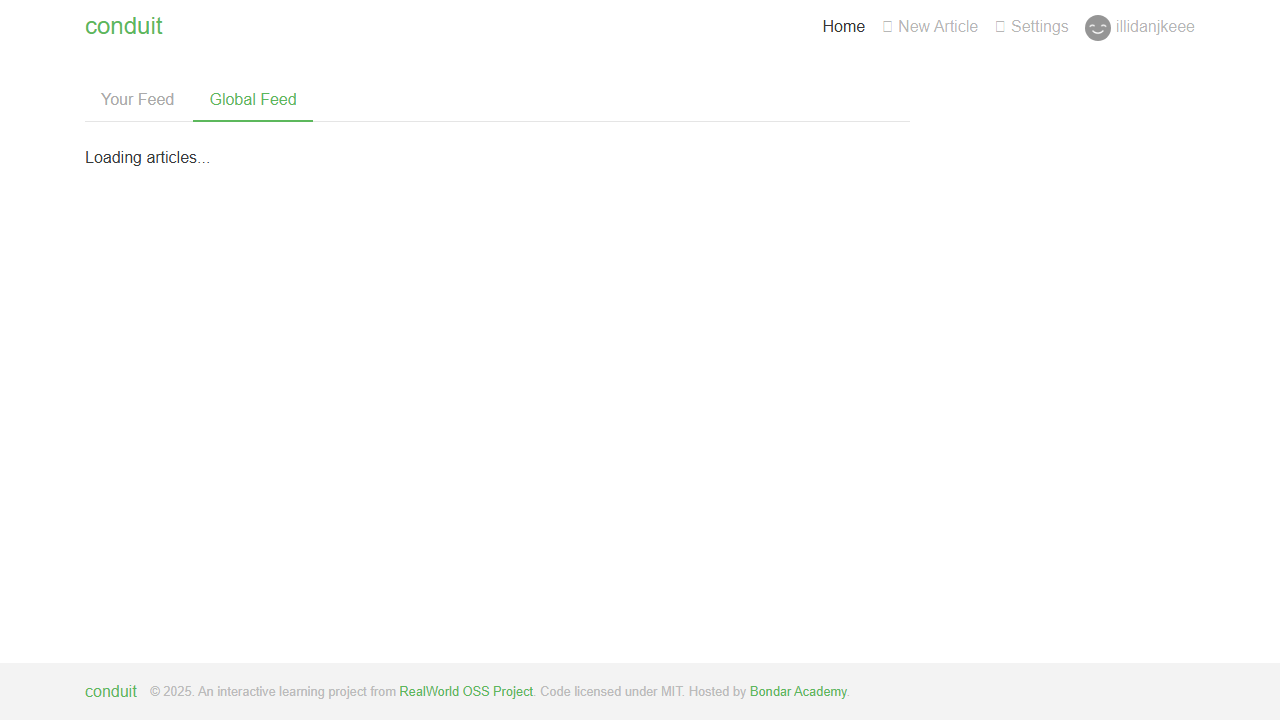 conduit
Home New Article Settings illidanjkeee
Your Feed Global Feed
Loading articles...
conduit © 2025. An interactive learning project from RealWorld OSS Project. Code licensed under MIT. Hosted by Bondar Academy.